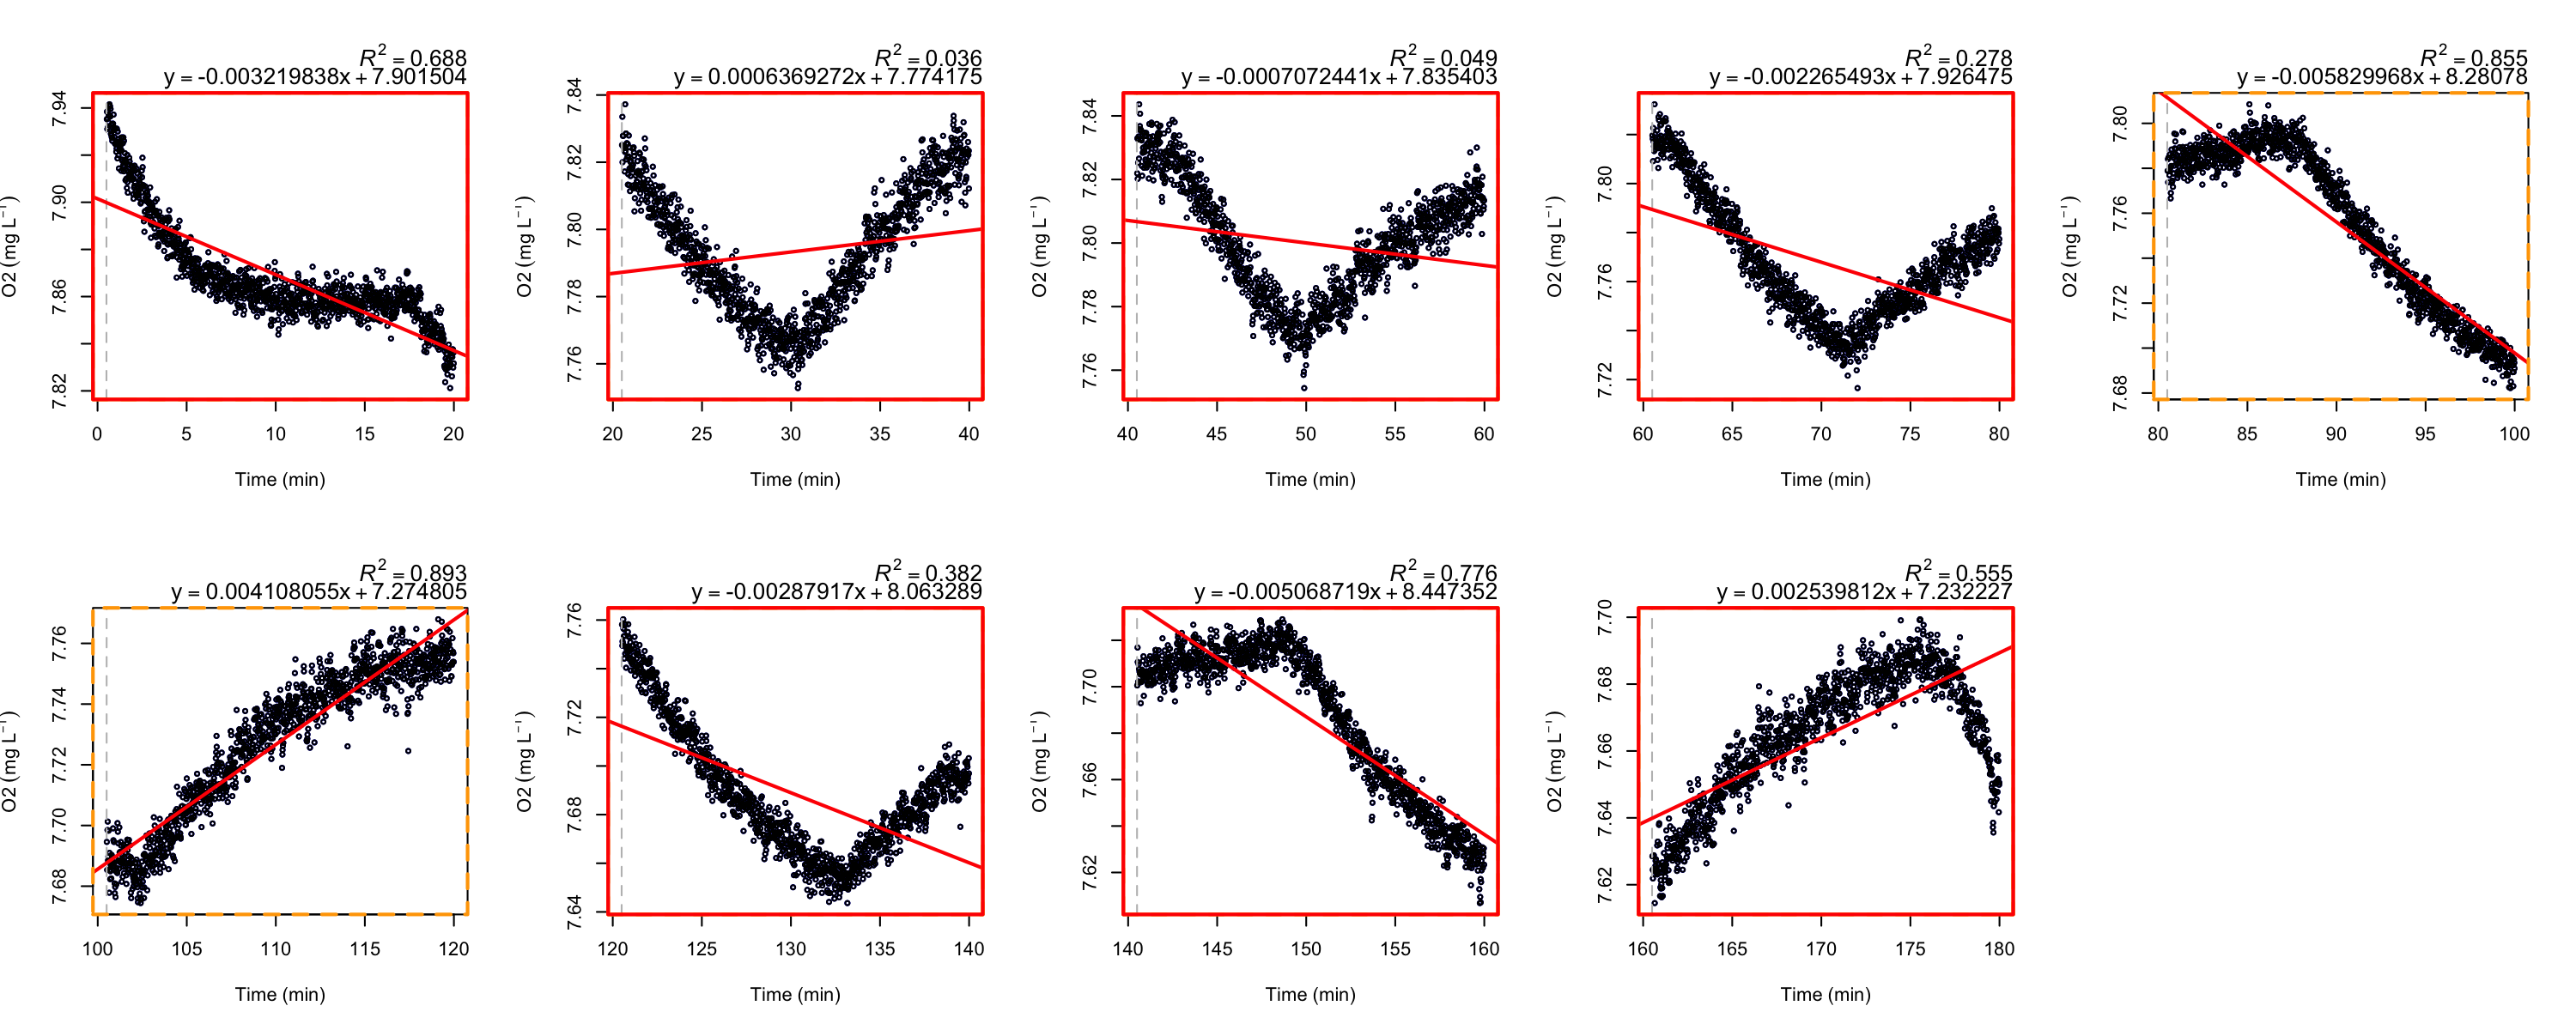 R² = 0.688
y = -0.003219838x + 7.901504
O2 (mg L⁻¹)
7.82 7.86 7.90 7.94
0 5 10 15 20
Time (min)
R² = 0.036
y = 0.0006369272x + 7.774175
O2 (mg L⁻¹)
7.76 7.78 7.80 7.82 7.84
20 25 30 35 40
Time (min)
R² = 0.049
y = -0.0007072441x + 7.835403
O2 (mg L⁻¹)
7.76 7.78 7.80 7.82 7.84
40 45 50 55 60
Time (min)
R² = 0.278
y = -0.002265493x + 7.926475
O2 (mg L⁻¹)
7.72 7.76 7.80
60 65 70 75 80
Time (min)
R² = 0.855
y = -0.005829968x + 8.28078
O2 (mg L⁻¹)
7.68 7.72 7.76 7.80
80 85 90 95 100
Time (min)
R² = 0.893
y = 0.004108055x + 7.274805
O2 (mg L⁻¹)
7.68 7.70 7.72 7.74 7.76
100 105 110 115 120
Time (min)
R² = 0.382
y = -0.00287917x + 8.063289
O2 (mg L⁻¹)
7.64 7.68 7.72 7.76
120 125 130 135 140
Time (min)
R² = 0.776
y = -0.005068719x + 8.447352
O2 (mg L⁻¹)
7.62 7.66 7.70
140 145 150 155 160
Time (min)
R² = 0.555
y = 0.002539812x + 7.232227
O2 (mg L⁻¹)
7.62 7.64 7.66 7.68 7.70
160 165 170 175 180
Time (min)